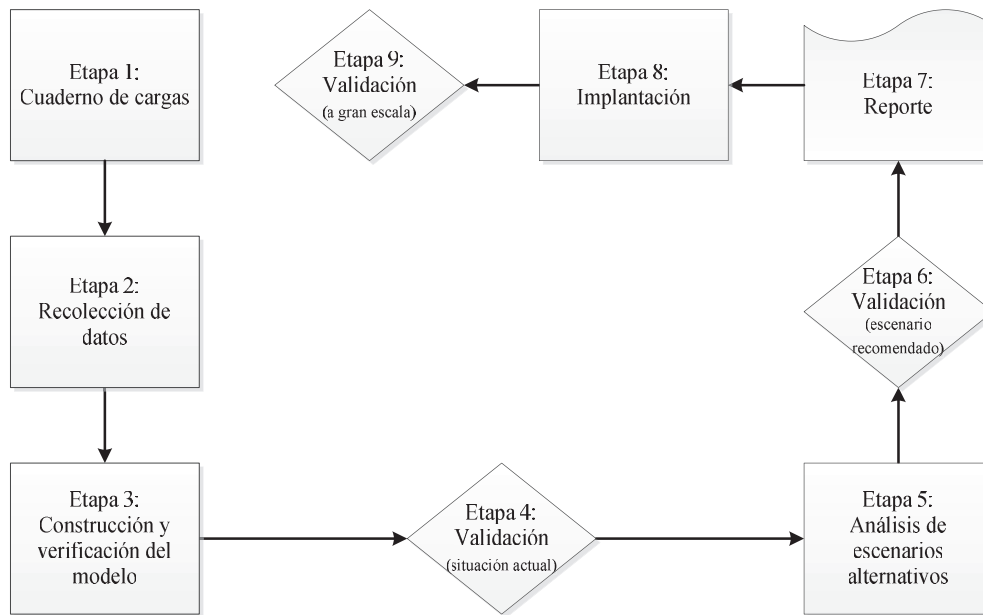 Etapa 1:
Cuaderno de cargas
Etapa 2:
Recolección de
datos
Etapa 3:
Construcción y
verificación del
modelo
Etapa 4:
Validación
(situación actual)
Etapa 5:
Análisis de
escenarios
alternativos
Etapa 6:
Validación
(escenario
recomendado)
Etapa 7:
Reporte
Etapa 8:
Implantación
Etapa 9:
Validación
(a gran escala)